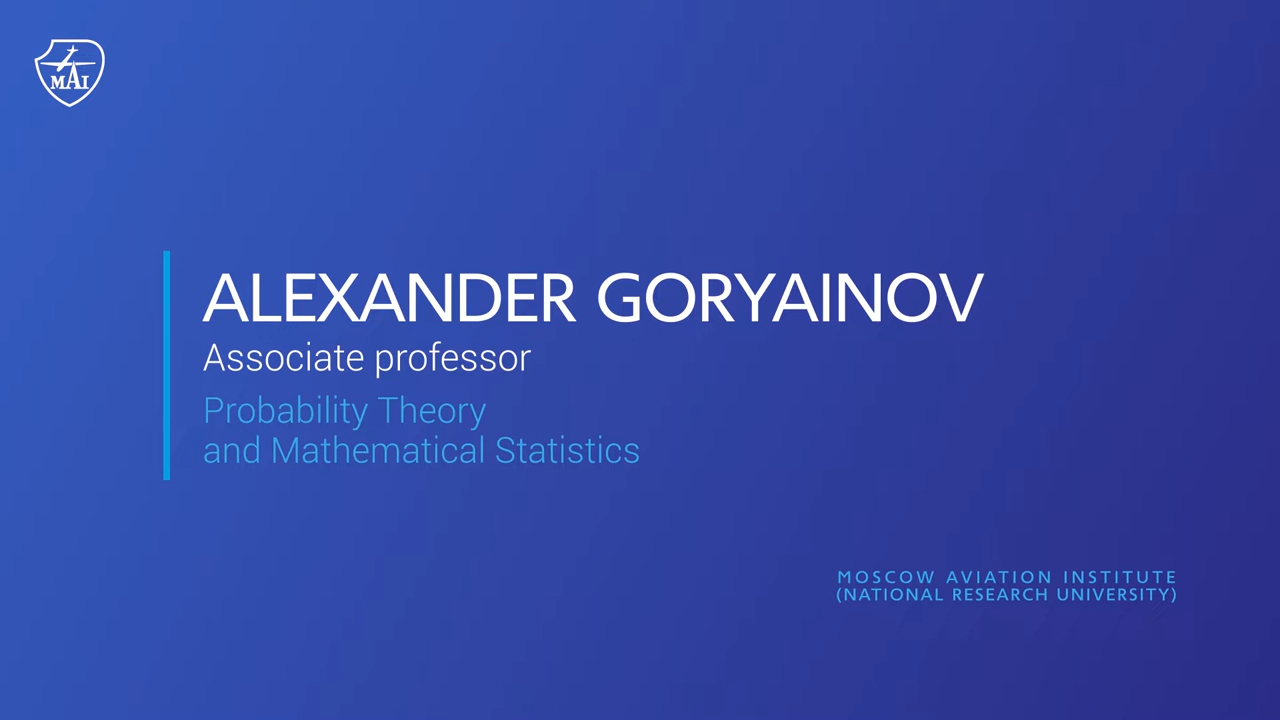 MAI
ALEXANDER GORYAINOV
Associate professor
Probability Theory
and Mathematical Statistics
MOSCOW AVIATION INSTITUTE
(NATIONAL RESEARCH UNIVERSITY)